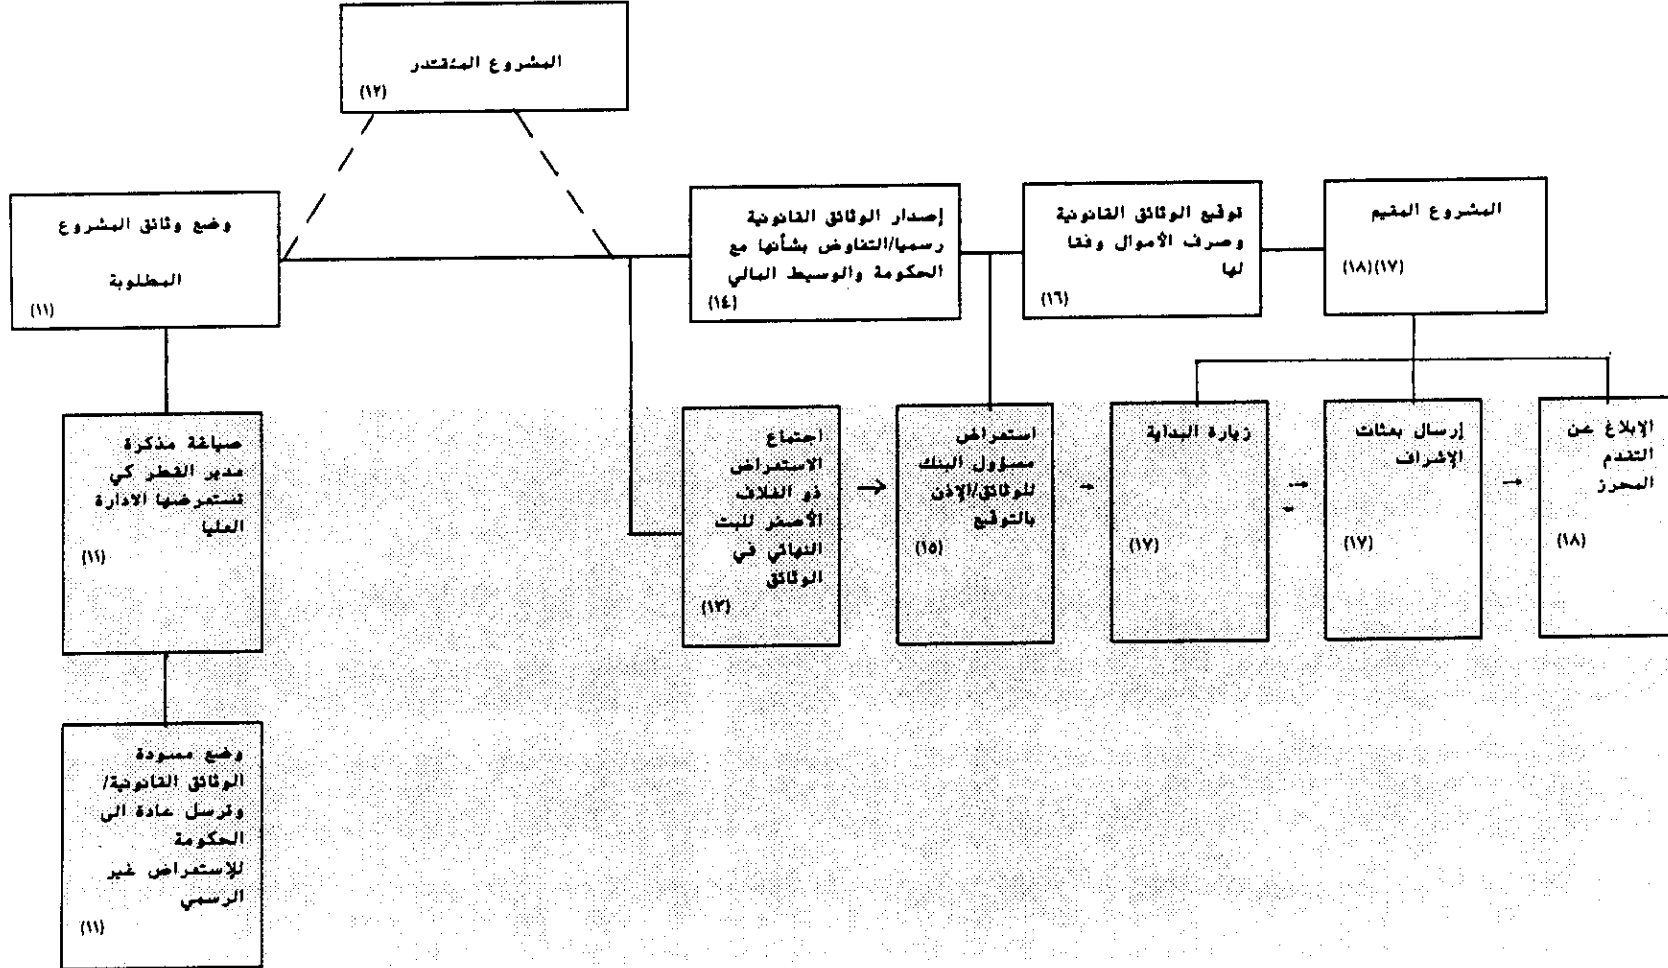 المشروع المنقتدر
(١٢)
وضع وثائق المشروع
المطلوبة
(١١)
إصدار الوثائق القانونية
رسميا/التفاوض بشأنها مع
الحكومة والوسيط المالي
(١٤)
توقيع الوثائق القانونية
وصرف الأموال وفقا
لها
(١٦)
المشروع المقيم
(١٧)(١٨)
صياغة مذكرة
مدير القطر كي
تستعرضها الادارة
العليا
(١١)
اجتماع
الاستعراض
ذو الغلاف
الأصفر للبت
النهائي في
الوثائق
(١٣)
استعراض
مسؤول البنك
للوثائق/الإذن
بالتوقيع
(١٥)
زيارة البداية
(١٧)
إرسال بعثات
الإشراف
(١٧)
الإبلاغ عن
التقدم
المحرز
(١٨)
وضع مسودة
الوثائق القانونية/
وترسل عادة الى
الحكومة
للإستعراض غير
الرسمي
(١١)